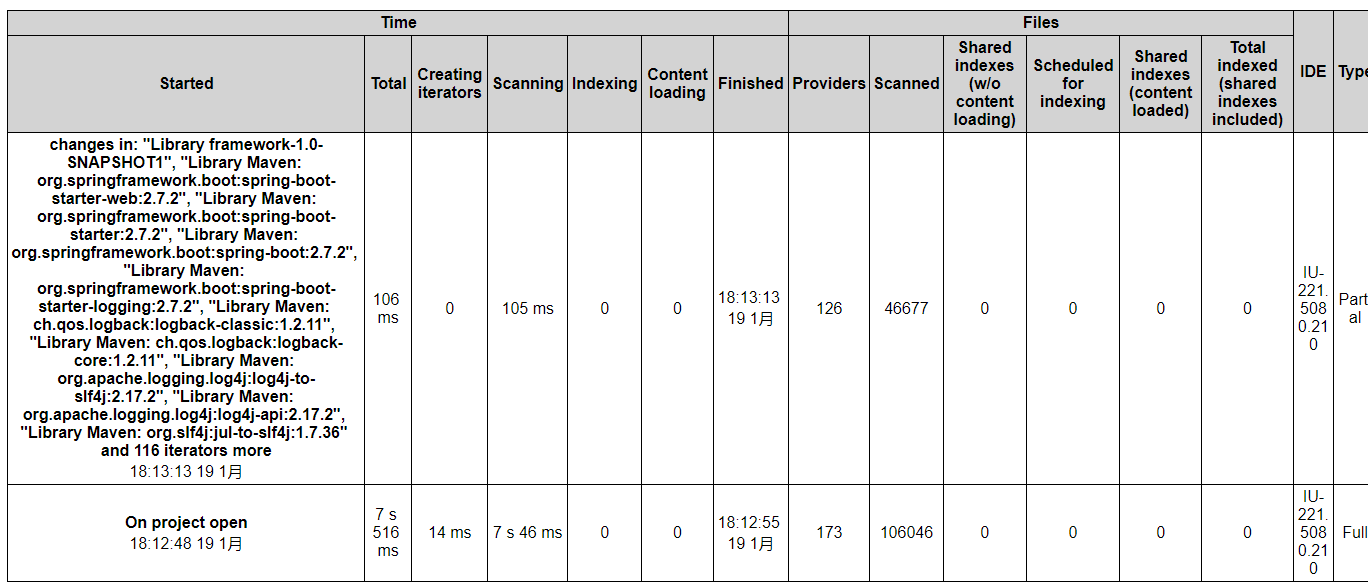 Time
Files
IDE
Type
Started
Total
Creating
iterators
Scanning
Indexing
Content
loading
Finished
Providers
Scanned
Shared
indexes
(w/o
content
loading)
Scheduled
for
indexing
Shared
indexes
(content
loaded)
Total
indexed
(shared
indexes
included)
changes in: "Library framework-1.0-
SNAPSHOT1", "Library Maven:
org.springframework.boot:spring-boot-
starter-web:2.7.2", "Library Maven:
org.springframework.boot:spring-boot-
starter:2.7.2", "Library Maven:
org.springframework.boot:spring-boot:2.7.2",
"Library Maven:
org.springframework.boot:spring-boot-
starter-logging:2.7.2", "Library Maven:
ch.qos.logback:logback-classic:1.2.11",
"Library Maven: ch.qos.logback:logback-
core:1.2.11", "Library Maven:
org.apache.logging.log4j:log4j-to-
slf4j:2.17.2", "Library Maven:
org.apache.logging.log4j:log4j-api:2.17.2",
"Library Maven: org.slf4j:jul-to-slf4j:1.7.36"
and 116 iterators more
18:13:13 19 1月
106
ms
0
105 ms
0
0
18:13:13
19 1月
126
46677
0
0
0
0
IU-
221.
508
0.21
0
Parti
al
On project open
18:12:48 19 1月
7 s
516
ms
14 ms
7 s 46 ms
0
0
18:12:55
19 1月
173
106046
0
0
0
0
IU-
221.
508
0.21
0
Full